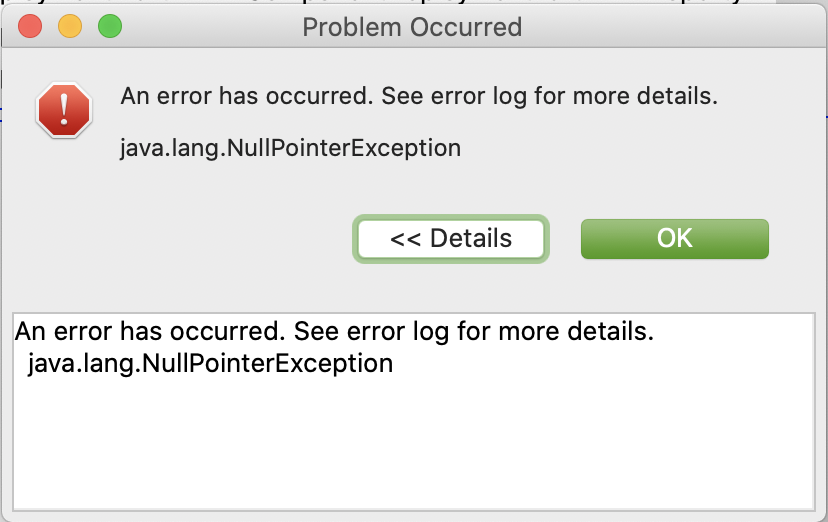 Problem Occurred
An error has occurred. See error log for more details.
java.lang.NullPointerException
<< Details
OK
An error has occurred. See error log for more details.
java.lang.NullPointerException